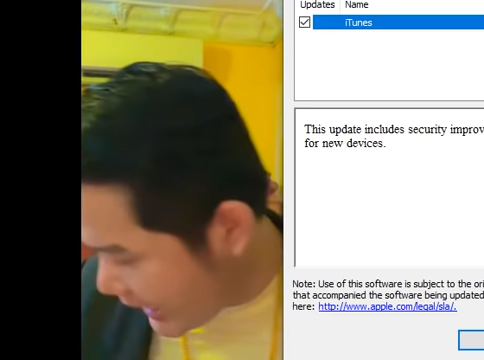 Updates Name
iTunes
This update includes security improv
for new devices.
Note: Use of this software is subject to the ori
that accompanied the software being updated
here: http://www.apple.com/legal/sla/.